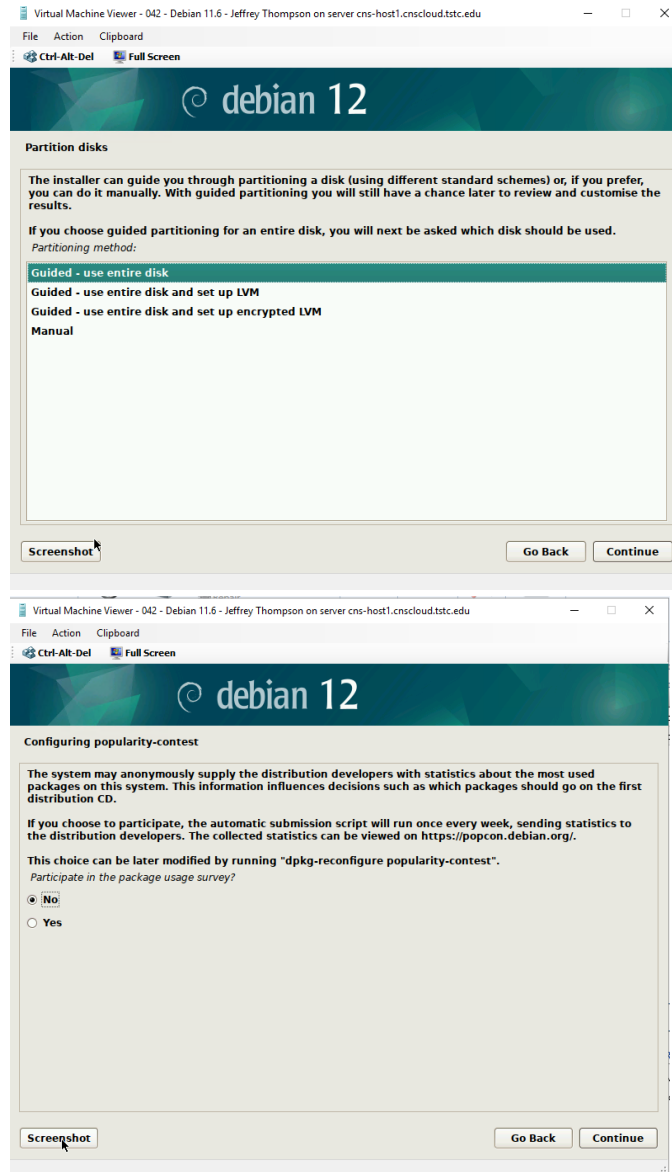 Virtual Machine Viewer - 042 - Debian 11.6 - Jeffrey Thompson on server cns-host1.cnscloud.tstc.edu
File Action Clipboard
Ctrl-Alt-Del Full Screen
debian 12
Partition disks
The installer can guide you through partitioning a disk (using different standard schemes) or, if you prefer,
you can do it manually. With guided partitioning you will still have a chance later to review and customise the
results.
If you choose guided partitioning for an entire disk, you will next be asked which disk should be used.
Partitioning method:
Guided - use entire disk
Guided - use entire disk and set up LVM
Guided - use entire disk and set up encrypted LVM
Manual
Screenshot Go Back Continue
Virtual Machine Viewer - 042 - Debian 11.6 - Jeffrey Thompson on server cns-host1.cnscloud.tstc.edu
File Action Clipboard
Ctrl-Alt-Del Full Screen
debian 12
Configuring popularity-contest
The system may anonymously supply the distribution developers with statistics about the most used
packages on this system. This information influences decisions such as which packages should go on the first
distribution CD.
If you choose to participate, the automatic submission script will run once every week, sending statistics to
the distribution developers. The collected statistics can be viewed on https://popcon.debian.org/.
This choice can be later modified by running "dpkg-reconfigure popularity-contest".
Participate in the package usage survey?
No
Yes
Screenshot Go Back Continue